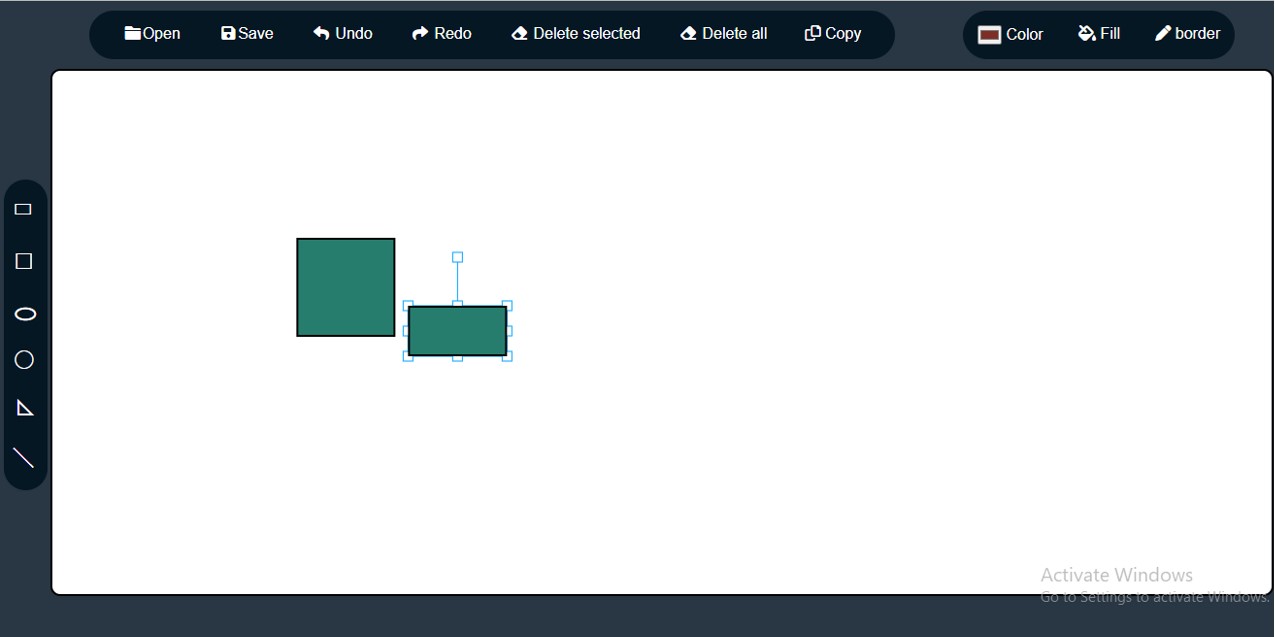 Open Save Undo Redo Delete selected Delete all Copy Color Fill border
Activate Windows
Go to Settings to activate Windows.